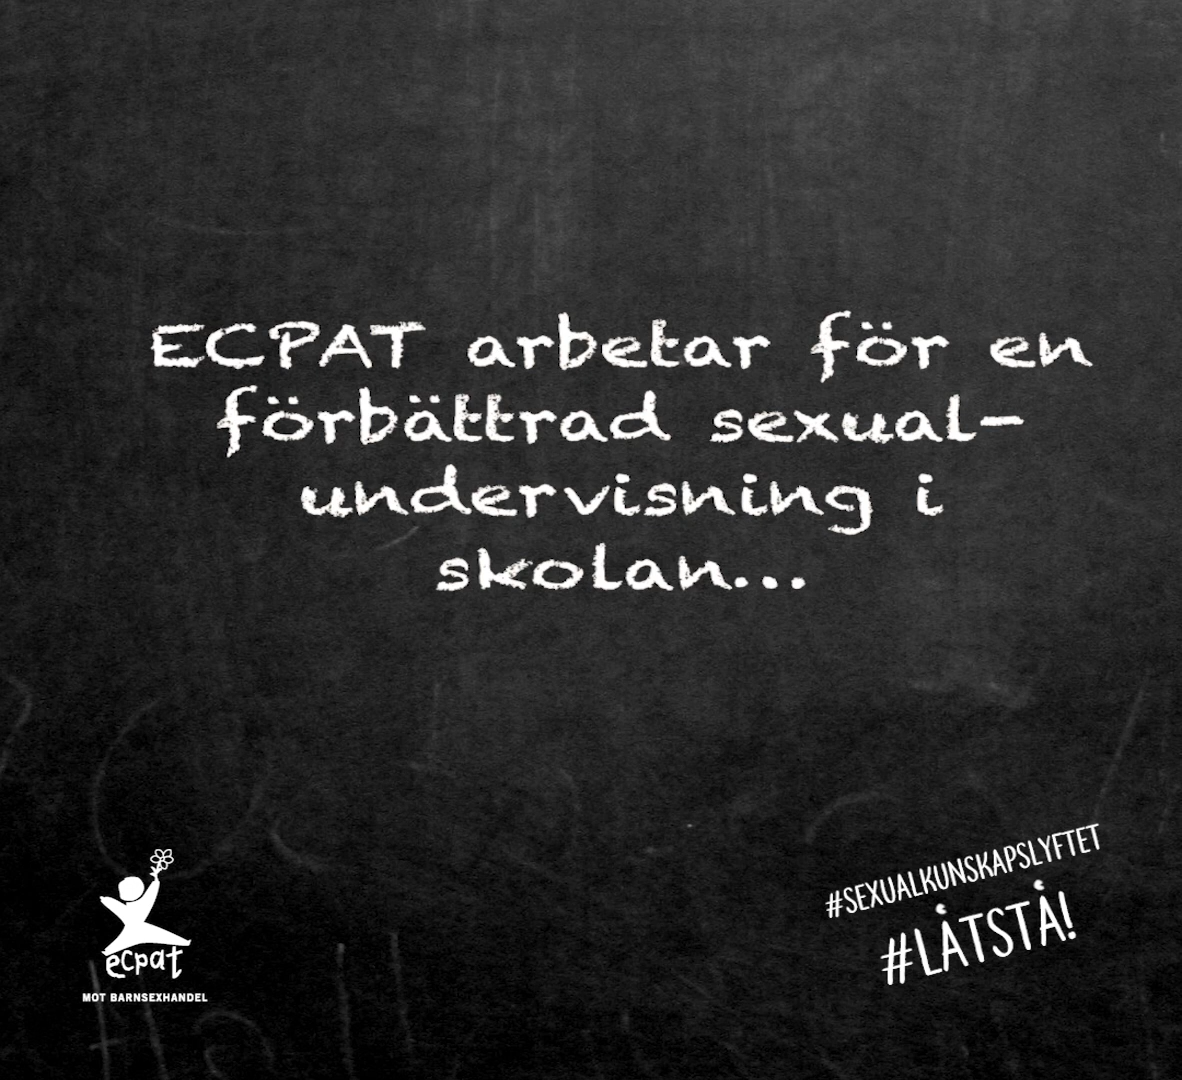 ECPAT arbetar för en
förbättrad sexual-
undervisning i
skolan...
#SEXUALKUNSKAPSLYFTET
#LÅTSTÅ!
ecpat
MOT BARNSEXHANDEL